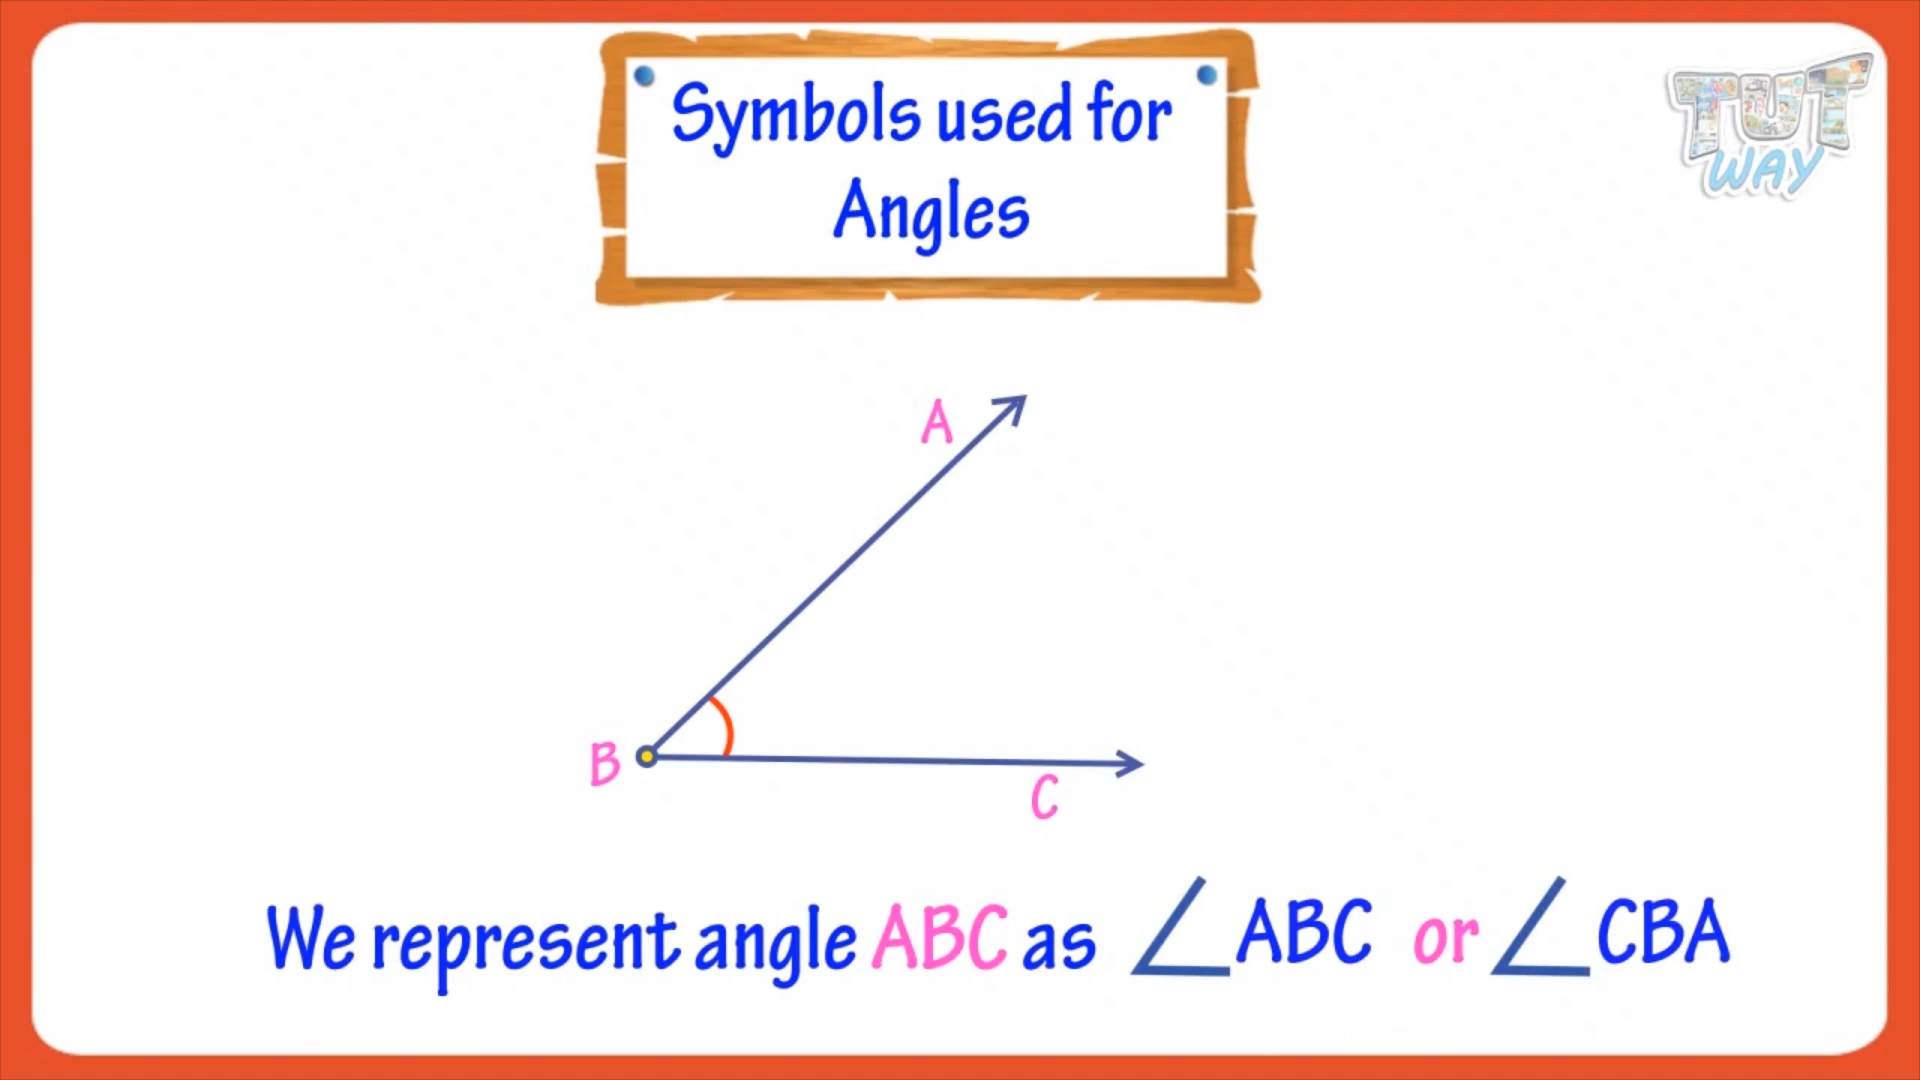 Symbols used for
Angles
TUT
WAY
A
B
C
We represent angle ABC as ∠ABC or ∠CBA